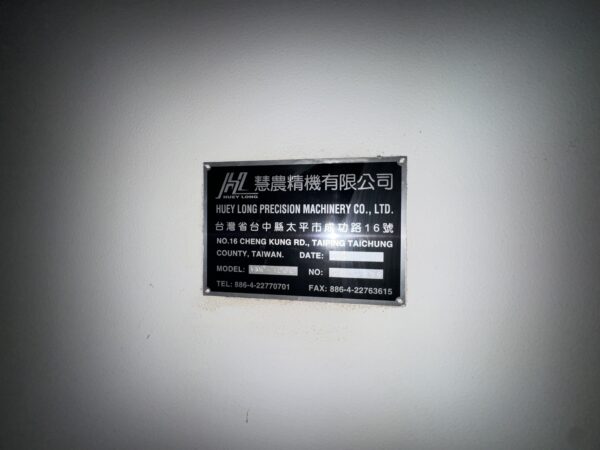 HL 慧農精機有限公司
HUEY LONG
HUEY LONG PRECISION MACHINERY CO., LTD.
台灣省台中縣太平市成功路16號
NO.16 CHENG KUNG RD., TAIPING TAICHUNG
COUNTY, TAIWAN. DATE:
MODEL: NO:
TEL: 886-4-22770701 FAX: 886-4-22763615